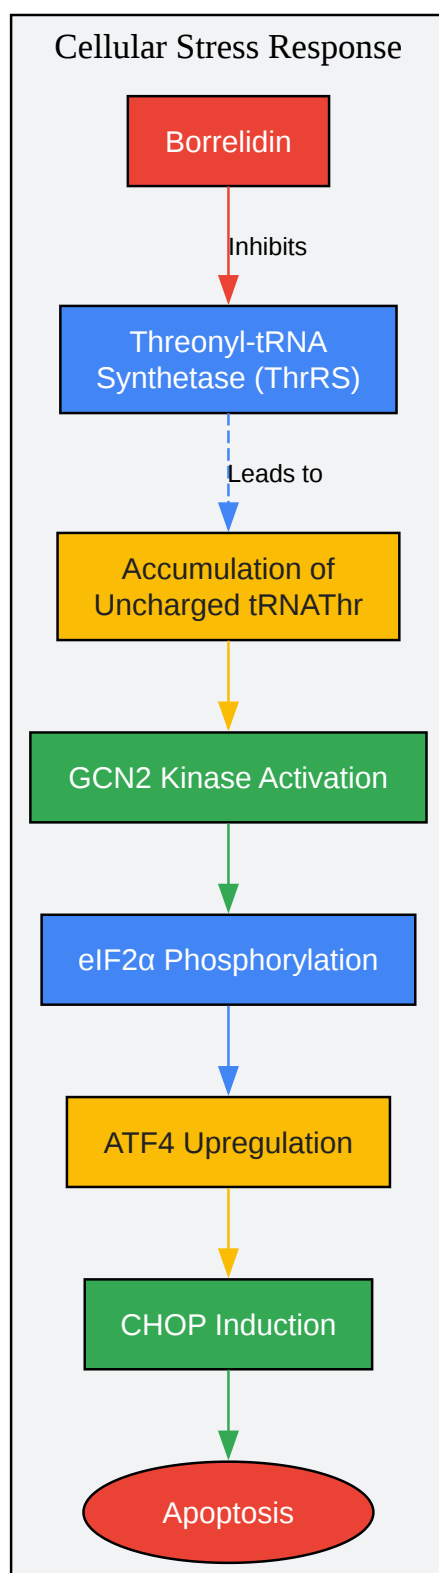 Cellular Stress Response
Borrelidin
Inhibits
Threonyl-tRNA
Synthetase (ThrRS)
Leads to
Accumulation of
Uncharged tRNAThr
GCN2 Kinase Activation
eIF2α Phosphorylation
ATF4 Upregulation
CHOP Induction
Apoptosis